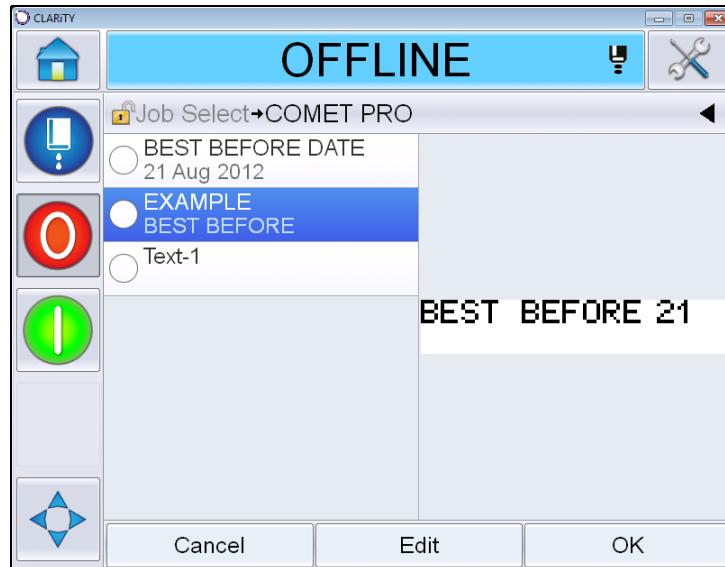 CLARiTY
OFFLINE
Job Select→COMET PRO
BEST BEFORE DATE
21 Aug 2012
EXAMPLE
BEST BEFORE
Text-1
BEST BEFORE 21
Cancel
Edit
OK